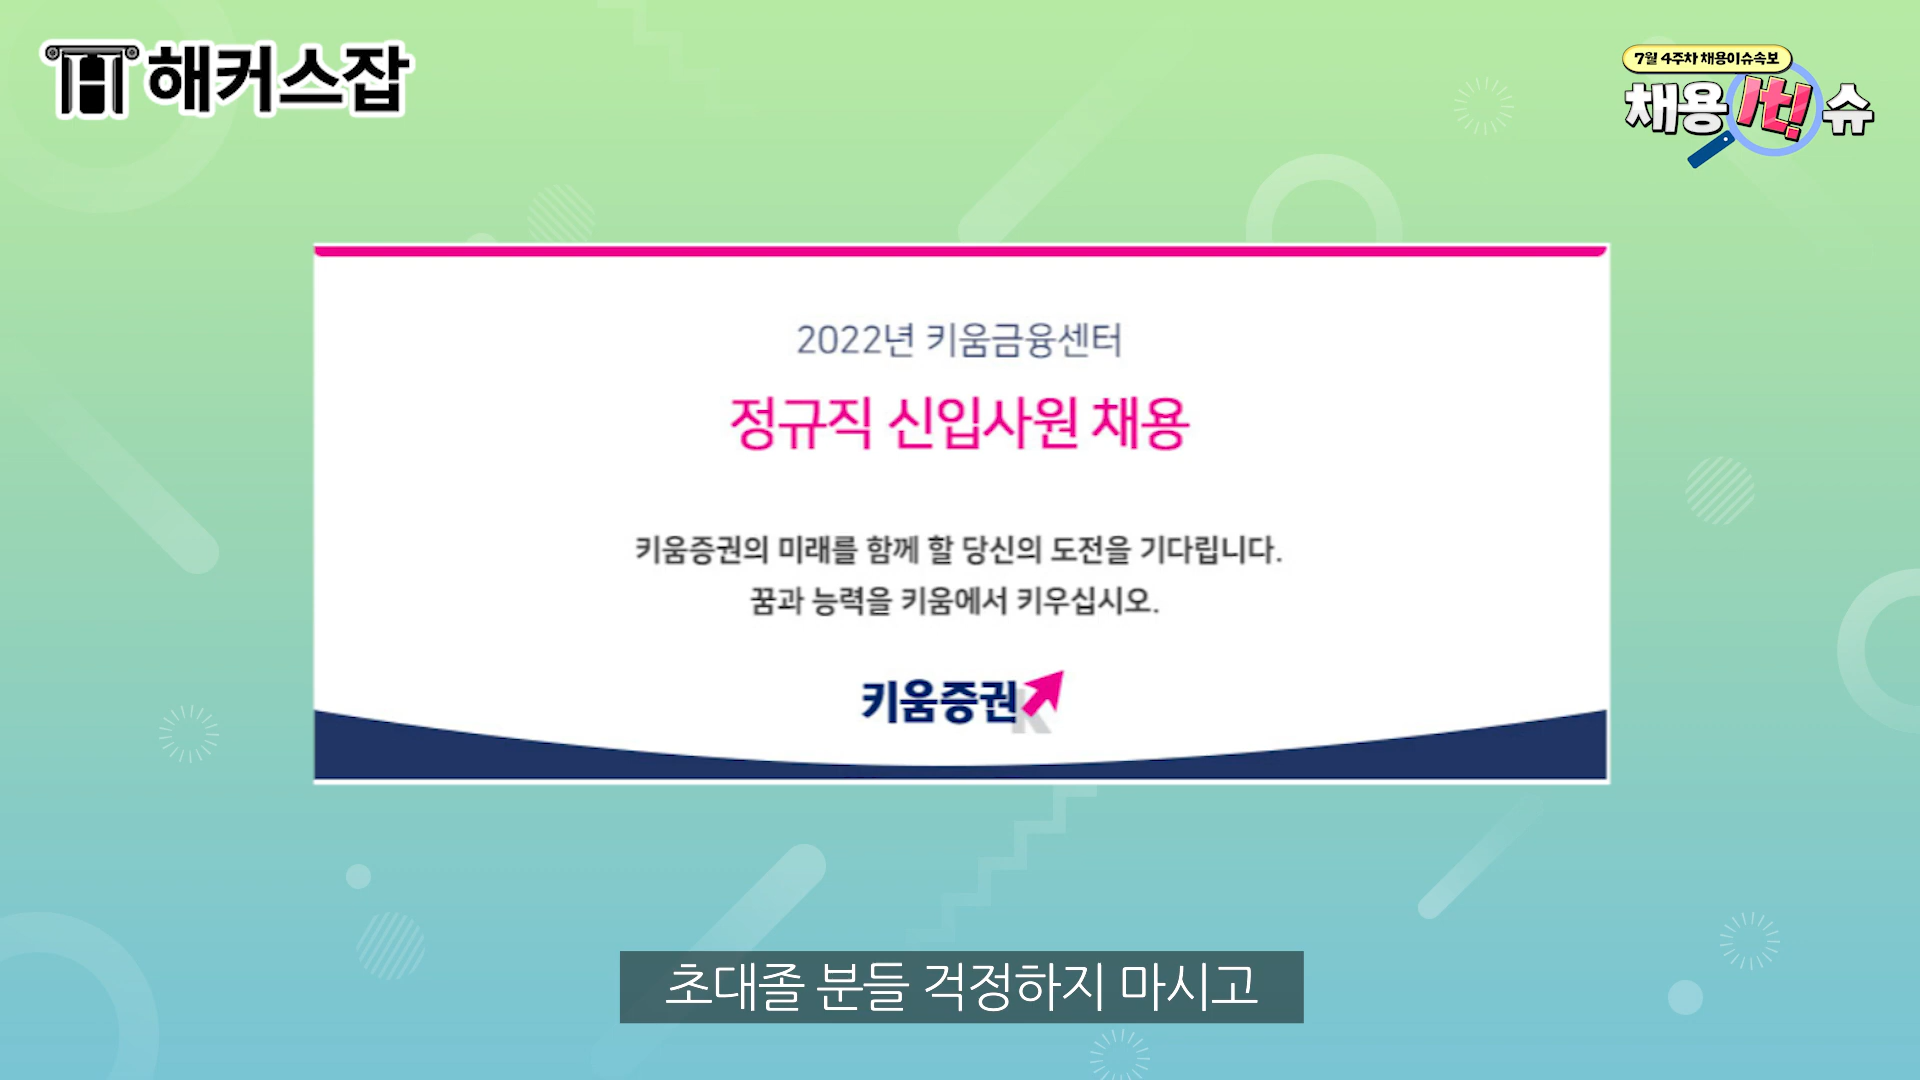 해커스잡
7월 4주차 채용이슈속보
채용 잇! 슈
2022년 키움금융센터
정규직 신입사원 채용
키움증권의 미래를 함께 할 당신의 도전을 기다립니다.
꿈과 능력을 키움에서 키우십시오.
키움증권
초대졸 분들 걱정하지 마시고